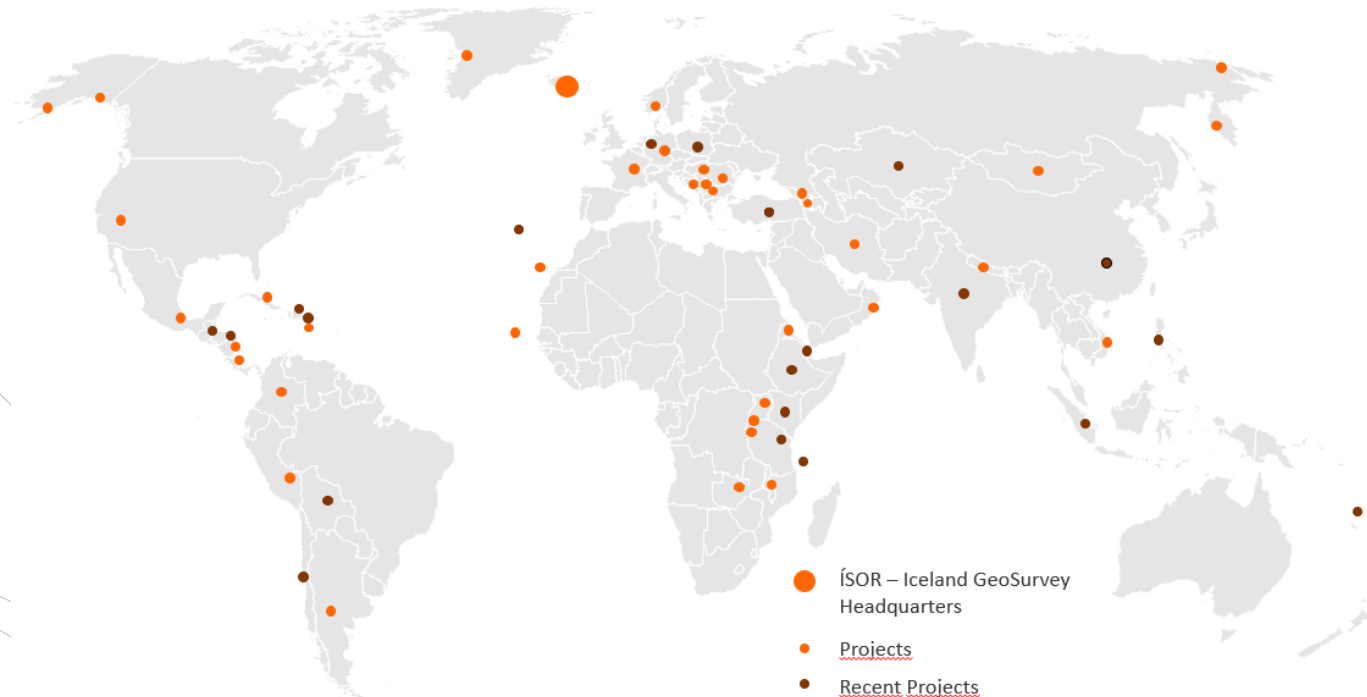 ÍSOR – Iceland GeoSurvey
Headquarters
Projects
Recent Projects